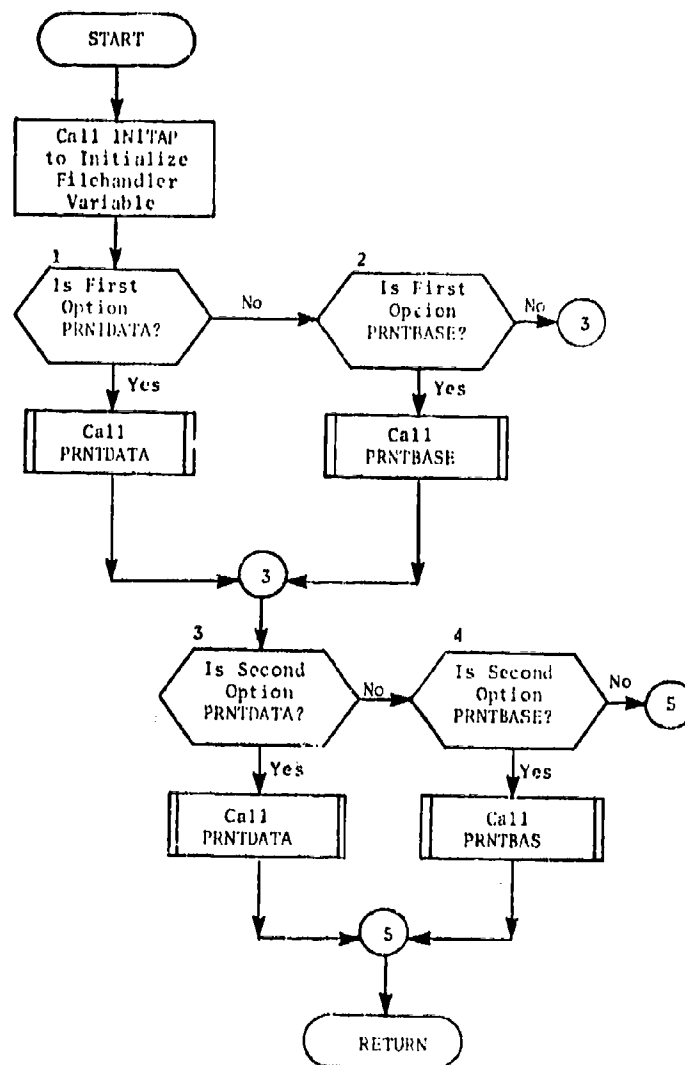 START
Call INITAP
to Initialize
Filehandler
Variable
1
Is First
Option
PRNTDATA?
No
2
Is First
Option
PRNTBASE?
No
3
Yes
Yes
Call
PRNTDATA
Call
PRNTBASE
3
3
Is Second
Option
PRNTDATA?
No
4
Is Second
Option
PRNTBASE?
No
5
Yes
Yes
Call
PRNTDATA
Call
PRNTBAS
5
RETURN